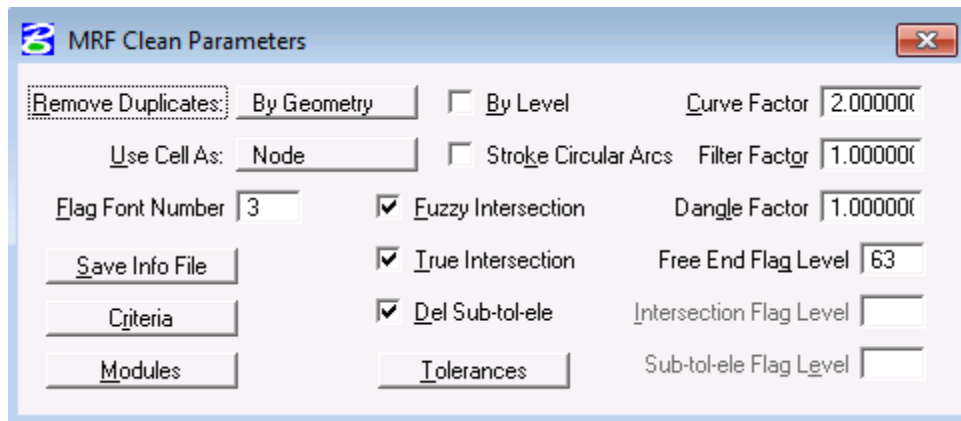 MRF Clean Parameters
Remove Duplicates: By Geometry By Level Curve Factor 2.000000
Use Cell As: Node Stroke Circular Arcs Filter Factor 1.000000
Flag Font Number 3 Fuzzy Intersection Dangle Factor 1.000000
Save Info File True Intersection Free End Flag Level 63
Criteria Del Sub-tol-ele Intersection Flag Level
Modules Tolerances Sub-tol-ele Flag Level